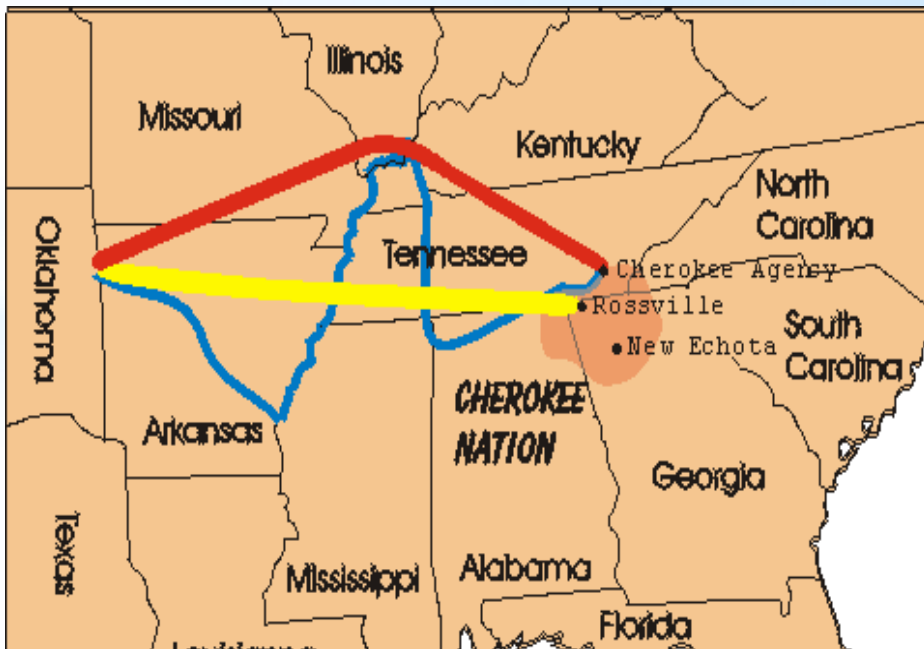 Illinois
Missouri
Kentucky
North
Carolina
Oklahoma
Tennessee
Cherokee Agency
Rossville
South
Carolina
New Echota
CHEROKEE
NATION
Arkansas
Georgia
Texas
Mississippi
Alabama
Florida
Louisiana